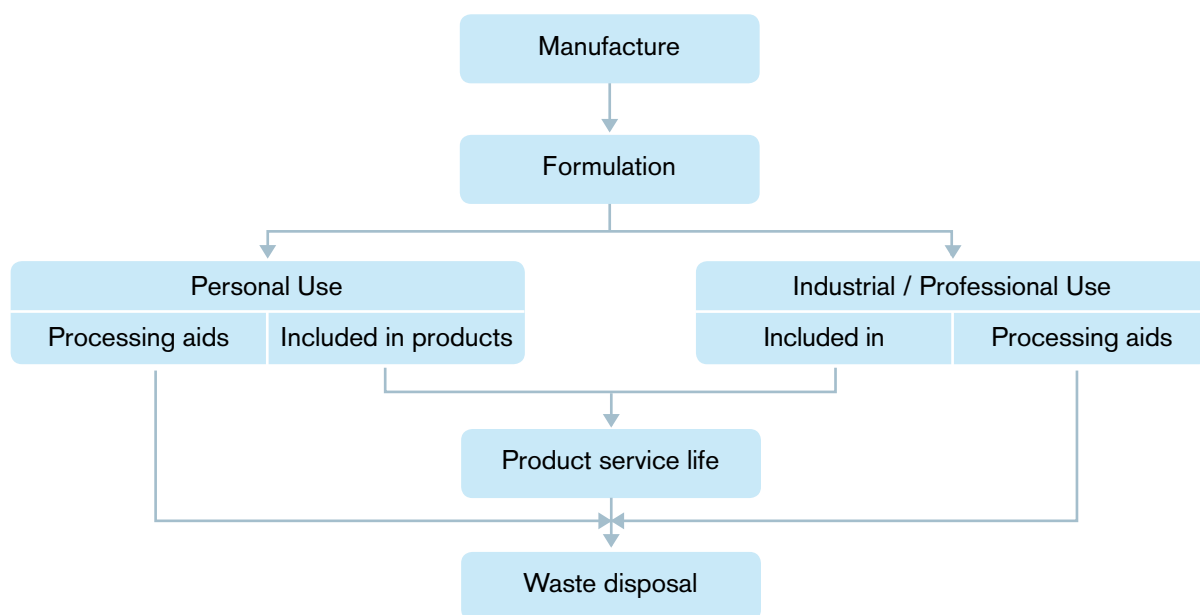 Manufacture
Formulation
Personal Use
Industrial / Professional Use
Processing aids
Included in products
Included in
Processing aids
Product service life
Waste disposal